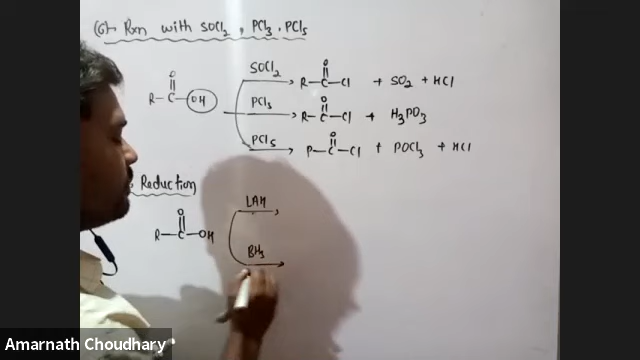 (6) Rxn with SOCl2, PCl3, PCl5
O
R-C-OH
SOCl2
O
R-C-Cl + SO2 + HCl
PCl3
O
R-C-Cl + H3PO3
PCl5
O
R-C-Cl + POCl3 + HCl
Reduction
O
R-C-OH
LAH
BH3
Amarnath Choudhary